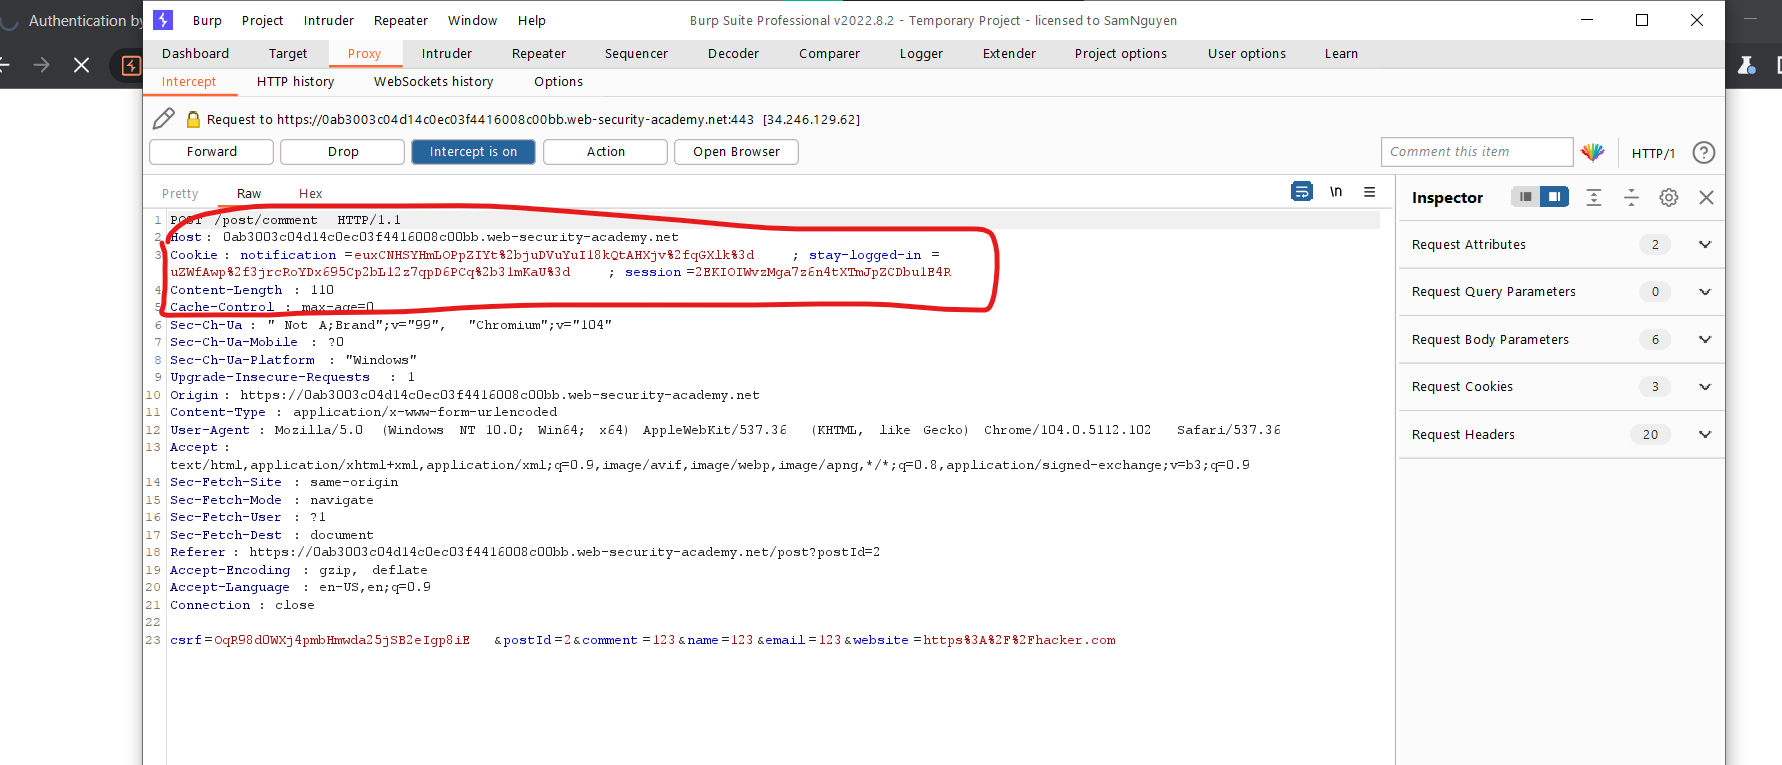 Authentication by
Burp Project Intruder Repeater Window Help
Burp Suite Professional v2022.8.2 - Temporary Project - licensed to SamNguyen
Dashboard Target Proxy Intruder Repeater Sequencer Decoder Comparer Logger Extender Project options User options Learn
Intercept HTTP history WebSockets history Options
Request to https://0ab3003c04d14c0ec03f4416008c00bb.web-security-academy.net:443 [34.246.129.62]
Forward Drop Intercept is on Action Open Browser
Comment this item
HTTP/1
?
Pretty Raw Hex
\n
1 POST /post/comment HTTP/1.1
2 Host: 0ab3003c04d14c0ec03f4416008c00bb.web-security-academy.net
3 Cookie: notification=euxCNHSYHmLOPpZIYt%2bjuDVuYuI18kQtAHXjv%2fqGXlk%3d; stay-logged-in=
uZWfAwp%2f3jrcRoYDx695Cp2bL12z7qpD6PCq%2b31mKaU%3d; session=2EKIOIWvzMga7z6n4tXTmJpZCDbu1E4R
4 Content-Length: 110
5 Cache-Control: max-age=0
6 Sec-Ch-Ua: " Not A;Brand";v="99", "Chromium";v="104"
7 Sec-Ch-Ua-Mobile: ?0
8 Sec-Ch-Ua-Platform: "Windows"
9 Upgrade-Insecure-Requests: 1
10 Origin: https://0ab3003c04d14c0ec03f4416008c00bb.web-security-academy.net
11 Content-Type: application/x-www-form-urlencoded
12 User-Agent: Mozilla/5.0 (Windows NT 10.0; Win64; x64) AppleWebKit/537.36 (KHTML, like Gecko) Chrome/104.0.5112.102 Safari/537.36
13 Accept:
text/html,application/xhtml+xml,application/xml;q=0.9,image/avif,image/webp,image/apng,*/*;q=0.8,application/signed-exchange;v=b3;q=0.9
14 Sec-Fetch-Site: same-origin
15 Sec-Fetch-Mode: navigate
16 Sec-Fetch-User: ?1
17 Sec-Fetch-Dest: document
18 Referer: https://0ab3003c04d14c0ec03f4416008c00bb.web-security-academy.net/post?postId=2
19 Accept-Encoding: gzip, deflate
20 Accept-Language: en-US,en;q=0.9
21 Connection: close
22
23 csrf=OqR98d0WXj4pmbHmwda25jSB2eIgp8iE&postId=2&comment=123&name=123&email=123&website=https%3A%2F%2Fhacker.com
Inspector
Request Attributes 2
Request Query Parameters 0
Request Body Parameters 6
Request Cookies 3
Request Headers 20